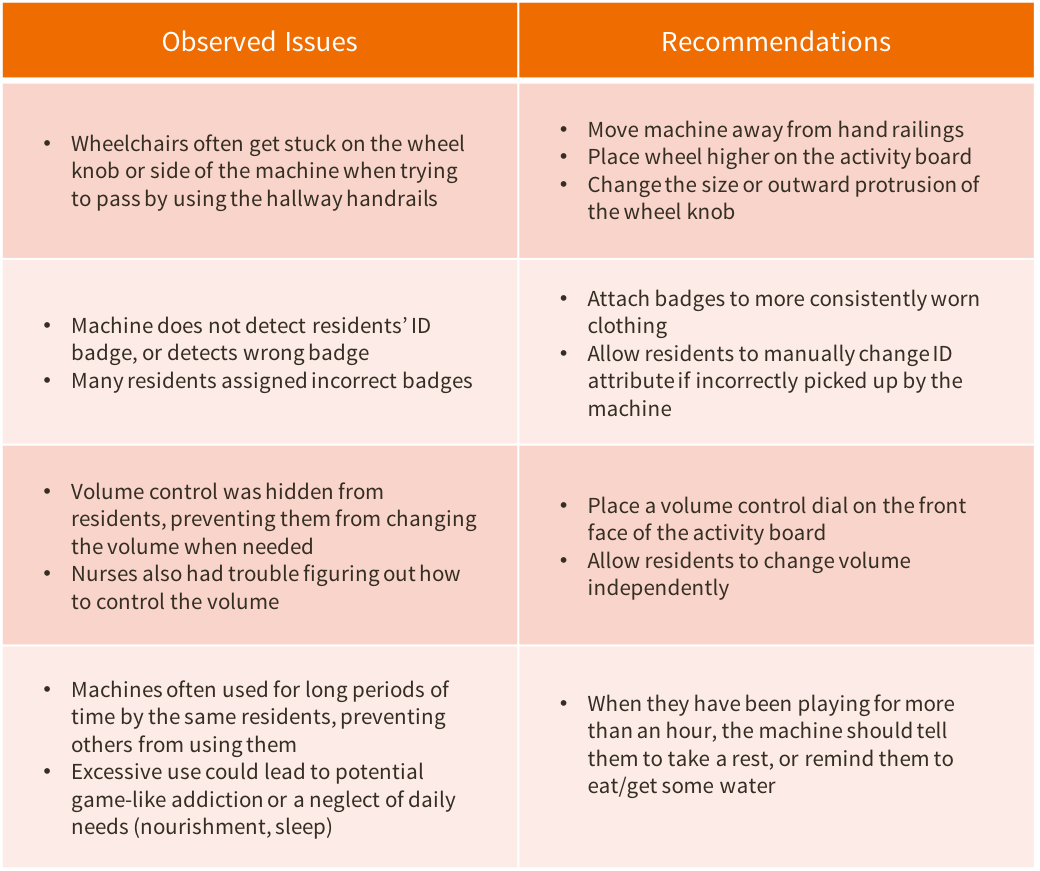 Observed Issues
Recommendations
• Wheelchairs often get stuck on the wheel
knob or side of the machine when trying
to pass by using the hallway handrails
• Move machine away from hand railings
• Place wheel higher on the activity board
• Change the size or outward protrusion of
the wheel knob
• Machine does not detect residents’ ID
badge, or detects wrong badge
• Many residents assigned incorrect badges
• Attach badges to more consistently worn
clothing
• Allow residents to manually change ID
attribute if incorrectly picked up by the
machine
• Volume control was hidden from
residents, preventing them from changing
the volume when needed
• Nurses also had trouble figuring out how
to control the volume
• Place a volume control dial on the front
face of the activity board
• Allow residents to change volume
independently
• Machines often used for long periods of
time by the same residents, preventing
others from using them
• Excessive use could lead to potential
game-like addiction or a neglect of daily
needs (nourishment, sleep)
• When they have been playing for more
than an hour, the machine should tell
them to take a rest, or remind them to
eat/get some water